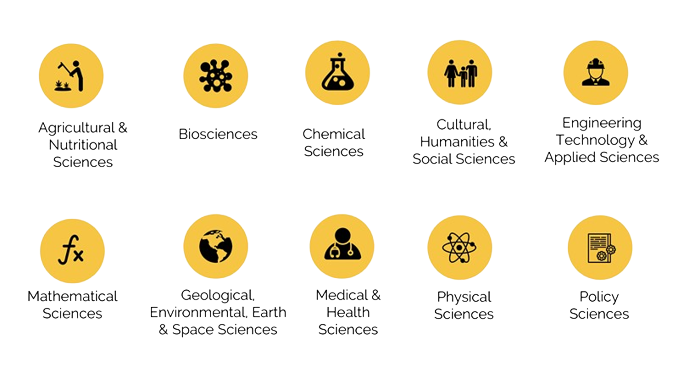 Agricultural &
Nutritional
Sciences
Biosciences
Chemical
Sciences
Cultural,
Humanities &
Social Sciences
Engineering
Technology &
Applied Sciences
fx
Mathematical
Sciences
Geological,
Environmental, Earth
& Space Sciences
Medical &
Health
Sciences
Physical
Sciences
Policy
Sciences